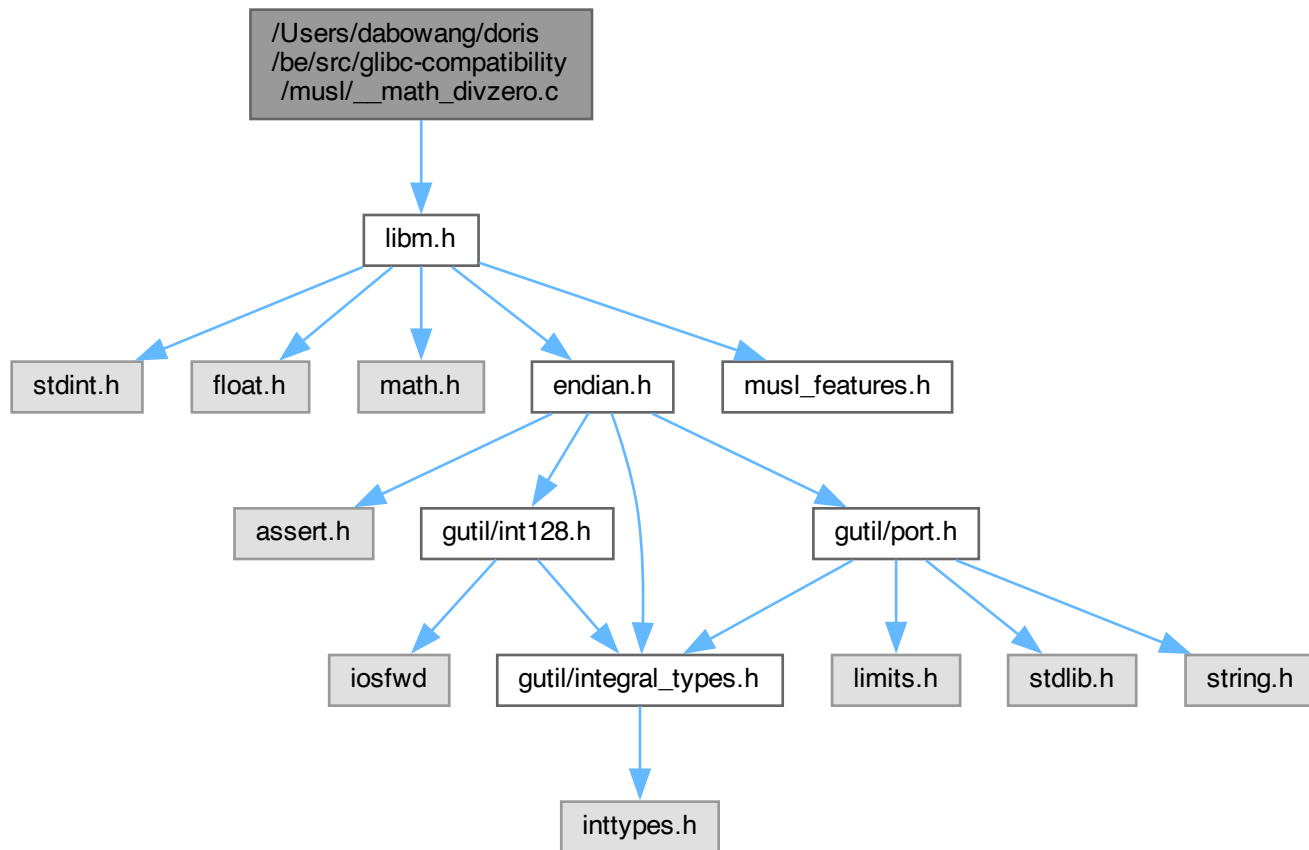 /Users/dabowang/doris
/be/src/glibc-compatibility
/musl/__math_divzero.c
libm.h
stdint.h
float.h
math.h
endian.h
musl_features.h
assert.h
gutil/int128.h
gutil/port.h
iosfwd
gutil/integral_types.h
limits.h
stdlib.h
string.h
inttypes.h